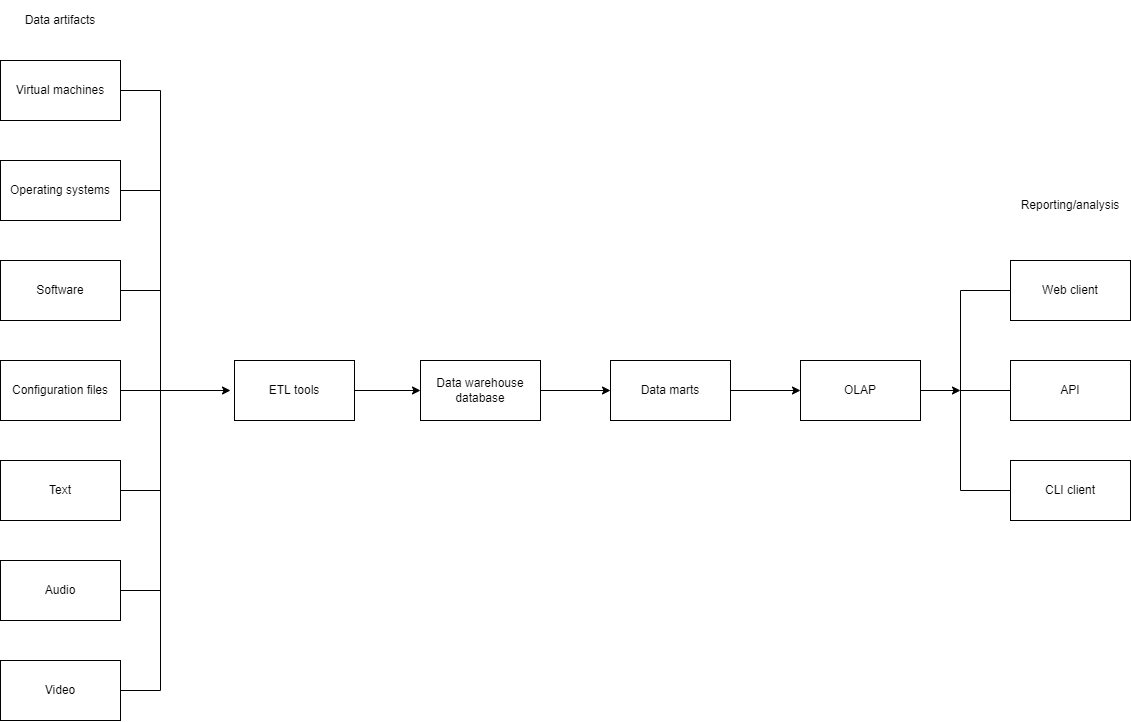 Data artifacts
Virtual machines
Operating systems
Reporting/analysis
Software
Web client
Configuration files
ETL tools
Data warehouse
database
Data marts
OLAP
API
Text
CLI client
Audio
Video